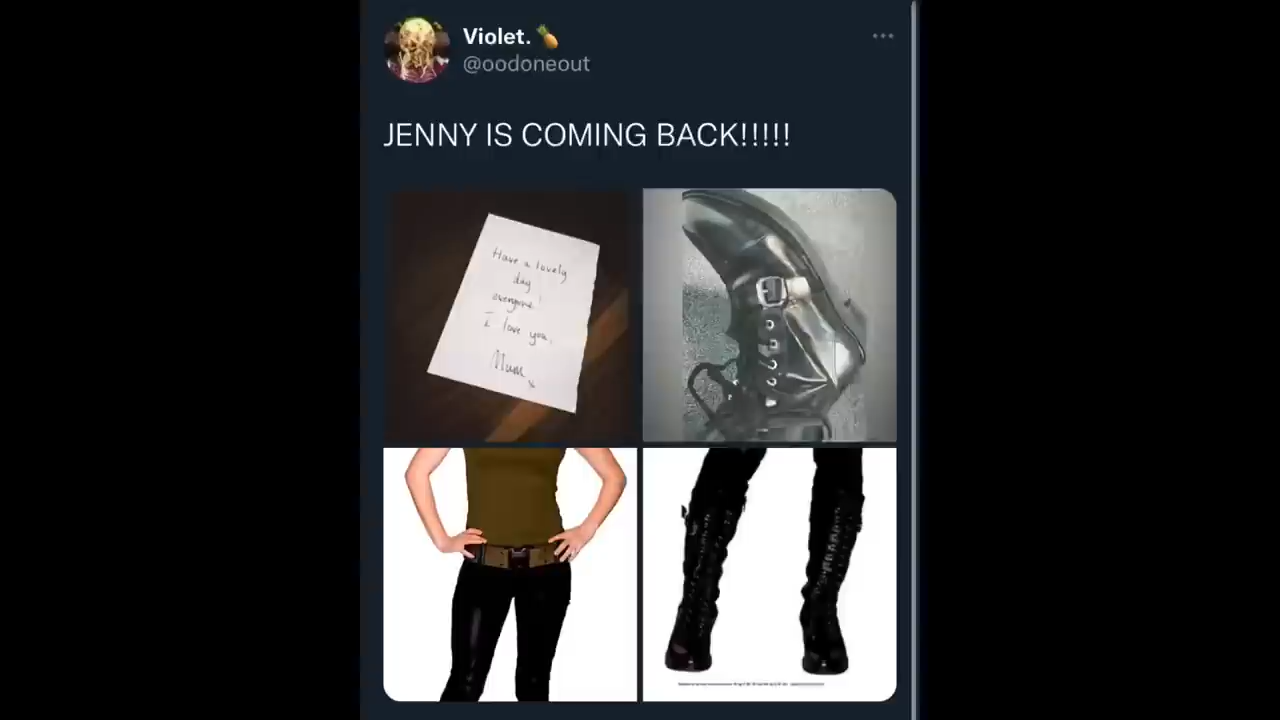 Violet. 🍍
@oodoneout
JENNY IS COMING BACK!!!!!
Have a lovely
day
everyone!
I love you,
Mum
x